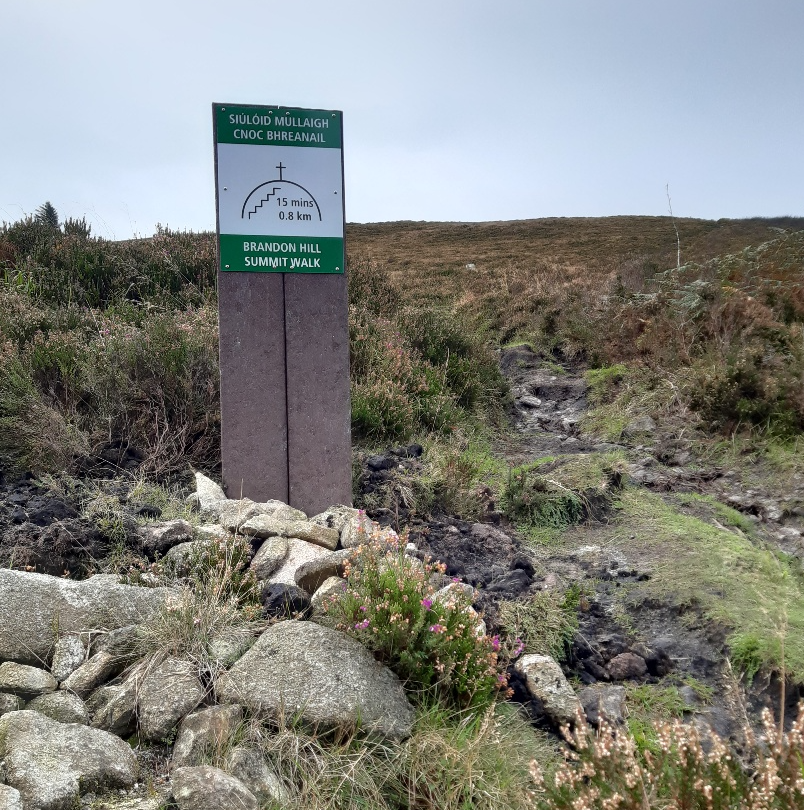 SIÚLÓID MULLAIGH
CNOC BHREANAIL
15 mins
0.8 km
BRANDON HILL
SUMMIT WALK